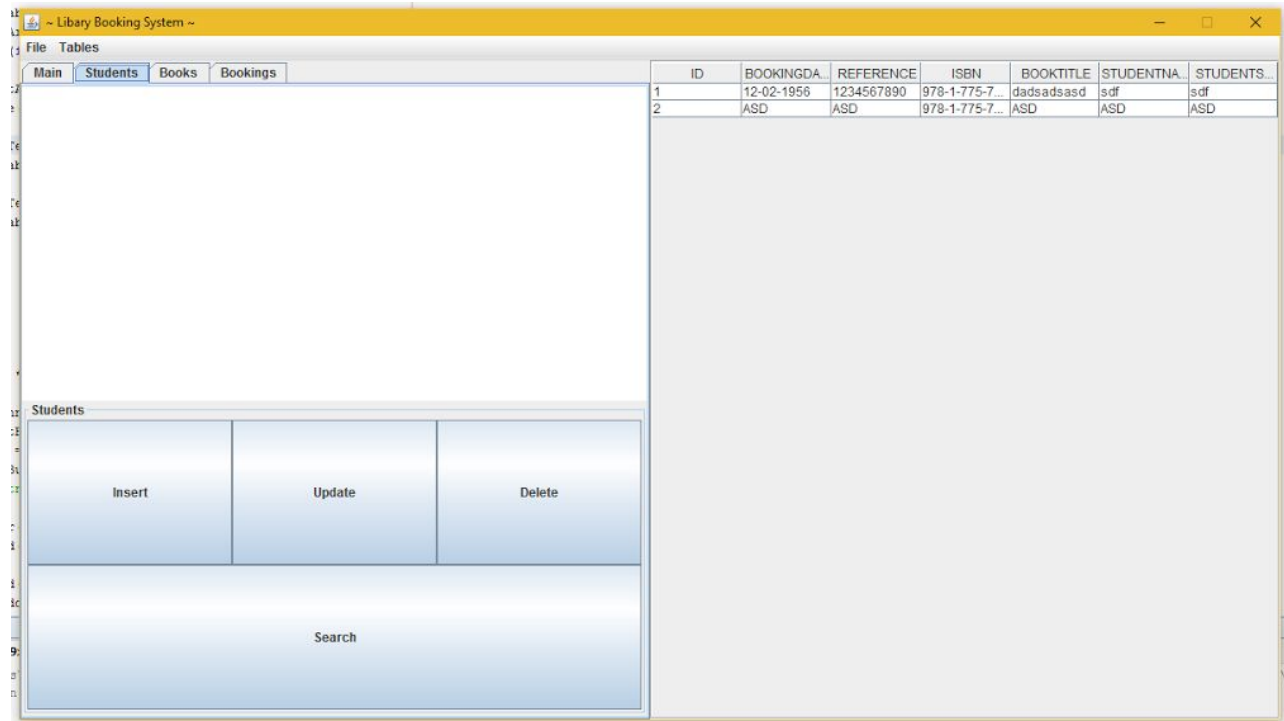 ~ Libary Booking System ~
File Tables
Main Students Books Bookings
ID BOOKINGDA... REFERENCE ISBN BOOKTITLE STUDENTNA... STUDENTS...
1 12-02-1956 1234567890 978-1-775-7... dadsadsasd sdf sdf
2 ASD ASD 978-1-775-7... ASD ASD ASD
Students
Insert Update Delete
Search